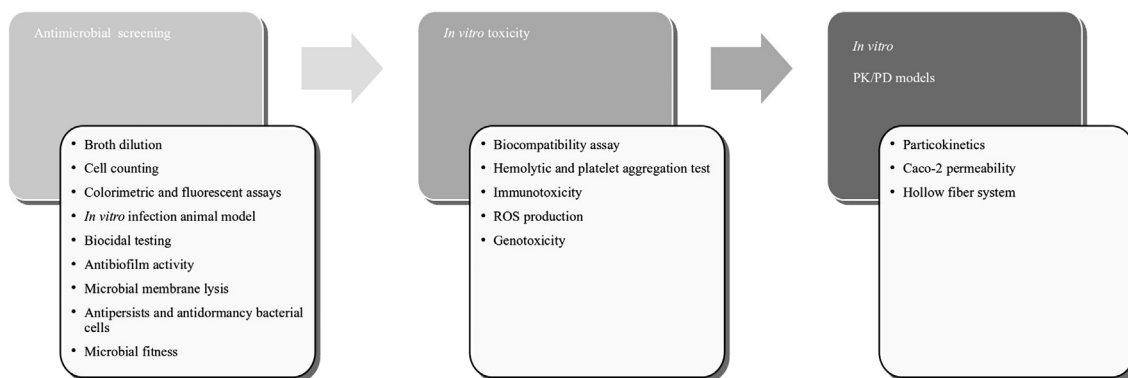 Antimicrobial screening
Broth dilution
Cell counting
Colorimetric and fluorescent assays
In vitro infection animal model
Biocidal testing
Antibiofilm activity
Microbial membrane lysis
Antipersists and antidormancy bacterial
cells
Microbial fitness
In vitro toxicity
Biocompatibility assay
Hemolytic and platelet aggregation test
Immunotoxicity
ROS production
Genotoxicity
In vitro
PK/PD models
Particokinetics
Caco-2 permeability
Hollow fiber system